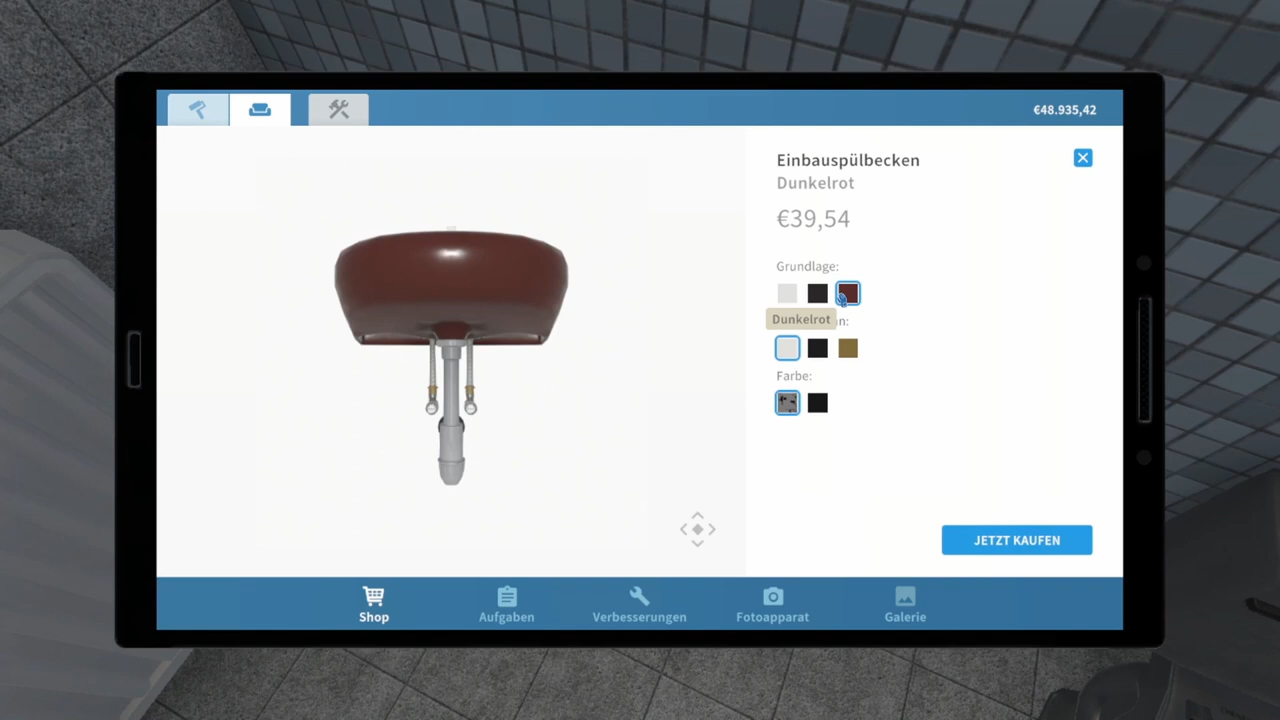 €48.935,42
Einbauspülbecken
Dunkelrot
€39,54
Grundlage:
Dunkelrot
n:
Farbe:
JETZT KAUFEN
Shop
Aufgaben
Verbesserungen
Fotoapparat
Galerie